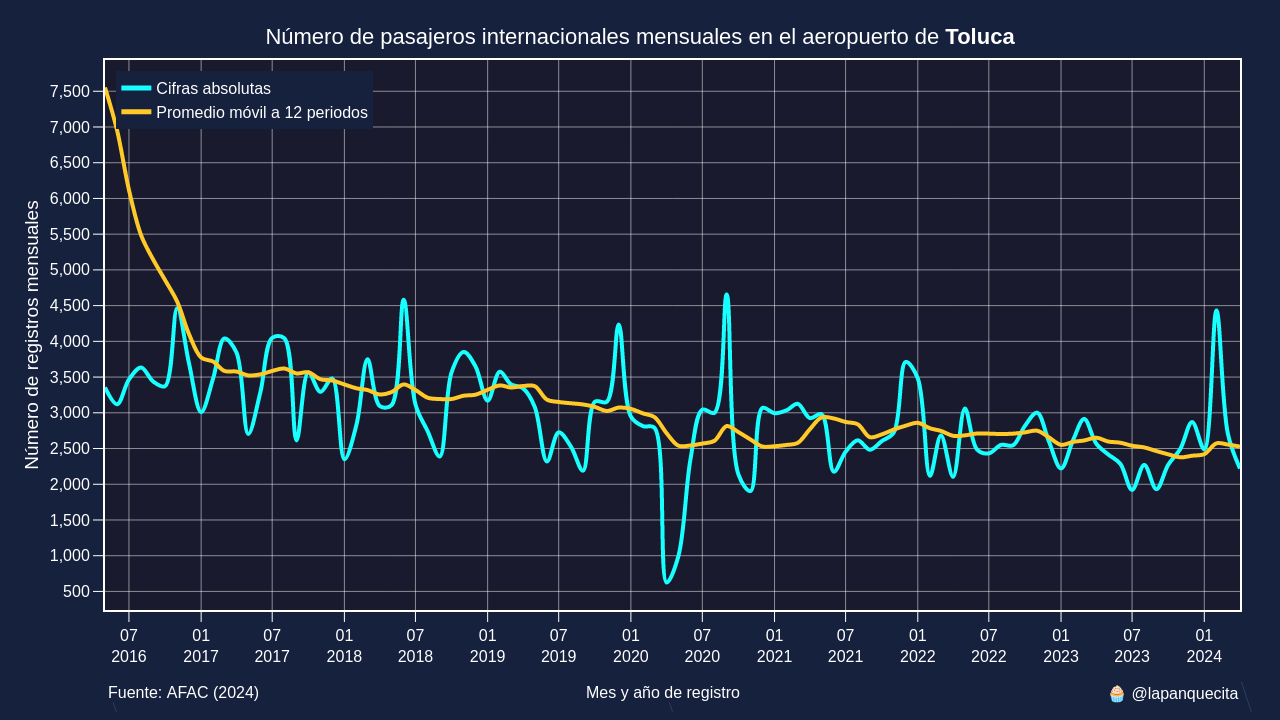 Número de pasajeros internacionales mensuales en el aeropuerto de Toluca
Cifras absolutas
Promedio móvil a 12 periodos
Número de registros mensuales
7,500
7,000
6,500
6,000
5,500
5,000
4,500
4,000
3,500
3,000
2,500
2,000
1,500
1,000
500
07 01 07 01 07 01 07 01 07 01 07 01 07 01 07 01
2016 2017 2017 2018 2018 2019 2019 2020 2020 2021 2021 2022 2022 2023 2023 2024
Fuente: AFAC (2024)
Mes y año de registro
🧁 @lapanquecita